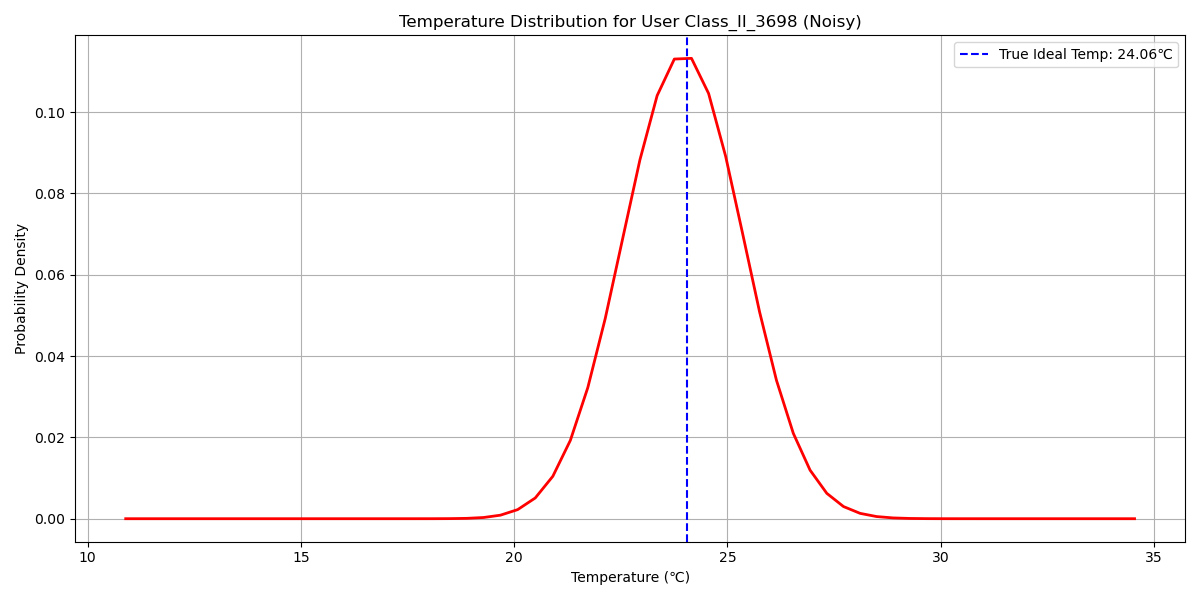 Temperature Distribution for User Class_II_3698 (Noisy)
True Ideal Temp: 24.06℃
Probability Density
0.10
0.08
0.06
0.04
0.02
0.00
10 15 20 25 30 35
Temperature (℃)